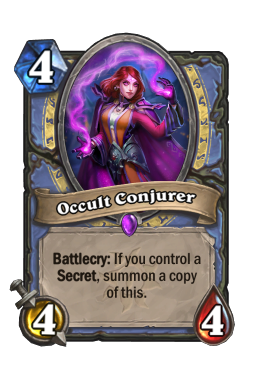 4
Occult Conjurer
Battlecry: If you control a
Secret, summon a copy
of this.
4
4